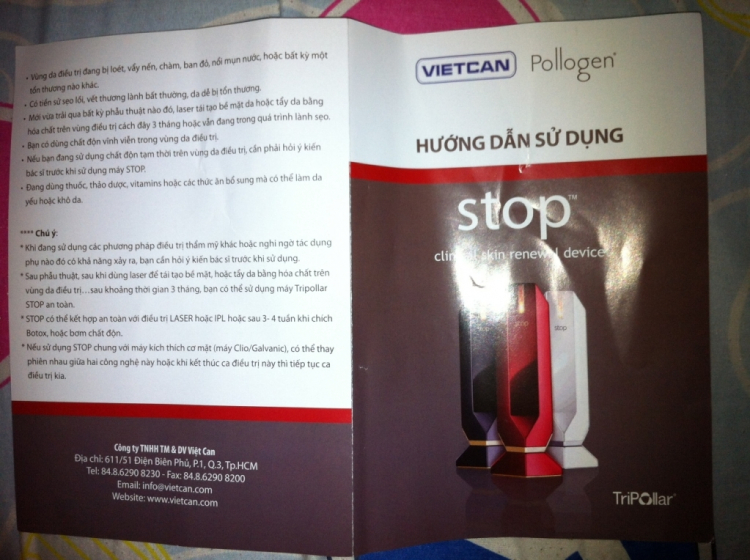 • Vùng da điều trị đang bị loét, vẩy nến, chàm, ban đỏ, nổi mụn nước, hoặc bất kỳ một
tổn thương nào khác.
• Có tiền sử sẹo lồi, vết thương lành bất thường, da dễ bị tổn thương.
• Mới vừa trải qua bất kỳ phẫu thuật nào đó, laser tái tạo bề mặt da hoặc tẩy da bằng
hóa chất trên vùng điều trị cách đây 3 tháng hoặc vẫn đang trong quá trình lành sẹo.
• Bạn có dùng chất độn vĩnh viễn trong vùng da điều trị.
• Nếu bạn đang sử dụng chất độn tạm thời trên vùng da điều trị, cần phải hỏi ý kiến
bác sĩ trước khi sử dụng máy STOP.
• Đang dùng thuốc, thảo dược, vitamins hoặc các thức ăn bổ sung mà có thể làm da
yếu hoặc khô da.
**** Chú ý:
* Khi đang sử dụng các phương pháp điều trị thẩm mỹ khác hoặc nghi ngờ tác dụng
phụ nào đó có khả năng xảy ra, bạn cần hỏi ý kiến bác sĩ trước khi sử dụng.
* Sau phẫu thuật, sau khi dùng laser để tái tạo bề mặt, hoặc tẩy da bằng hóa chất trên
vùng da điều trị...sau khoảng thời gian 3 tháng, bạn có thể sử dụng máy Tripollar
STOP an toàn.
* STOP có thể kết hợp an toàn với điều trị LASER hoặc IPL hoặc sau 3- 4 tuần khi chích
Botox, hoặc bơm chất độn.
* Nếu sử dụng STOP chung với máy kích thích cơ mặt (máy Clio/Galvanic), có thể thay
phiên nhau giữa hai công nghệ này hoặc khi kết thúc ca điều trị này thì tiếp tục ca
điều trị kia.
Công ty TNHH TM & DV Việt Can
Địa chỉ: 611/51 Điện Biên Phủ, P.1, Q.3, Tp.HCM
Tel: 84.8.6290 8230 - Fax: 84.8.6290 8200
Email: info@vietcan.com
Website: www.vietcan.com
VIETCAN Pollogen®
HƯỚNG DẪN SỬ DỤNG
stop™
skin renewal device
stop
stop
TriPollar®